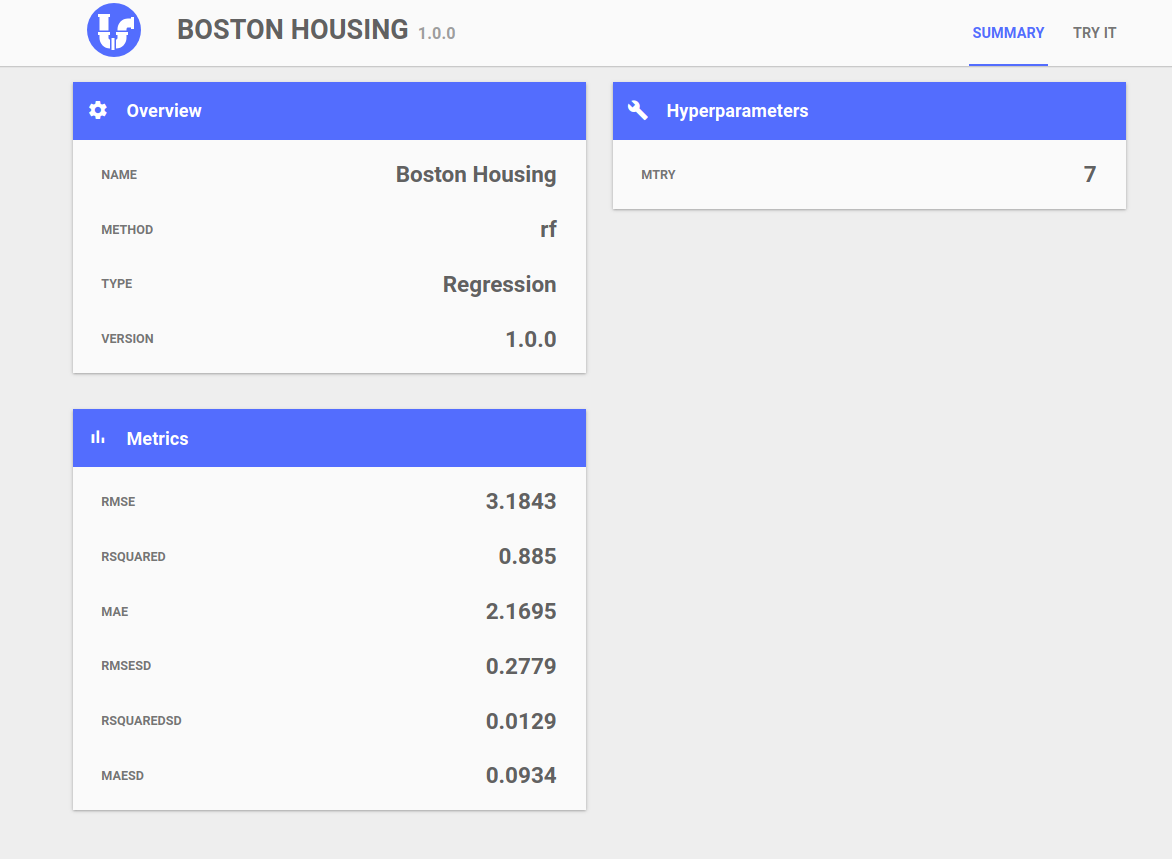 BOSTON HOUSING 1.0.0
SUMMARY TRY IT
Overview
NAME Boston Housing
METHOD rf
TYPE Regression
VERSION 1.0.0
Hyperparameters
MTRY 7
Metrics
RMSE 3.1843
RSQUARED 0.885
MAE 2.1695
RMSESD 0.2779
RSQUAREDSD 0.0129
MAESD 0.0934